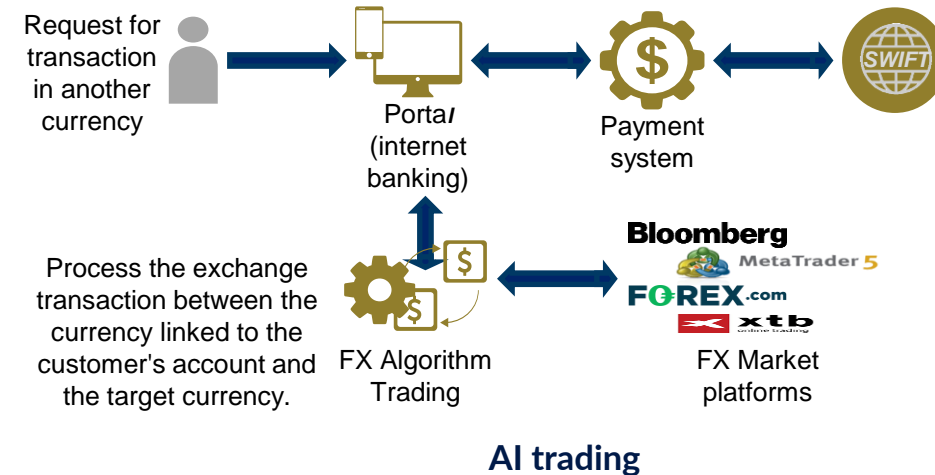 Request for
transaction
in another
currency
Portal
(internet
banking)
$
Payment
system
SWIFT
Process the exchange
transaction between the
currency linked to the
customer's account and
the target currency.
$
$
FX Algorithm
Trading
Bloomberg
MetaTrader 5
FOREX.com
xtb
online trading
FX Market
platforms
AI trading